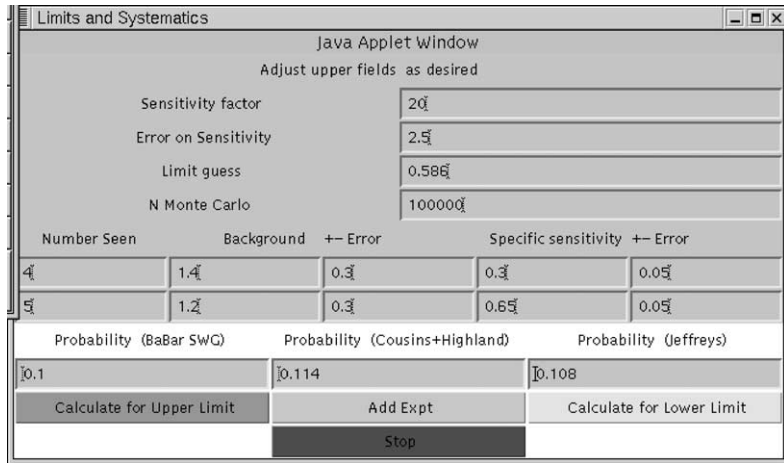 Limits and Systematics
Java Applet Window
Adjust upper fields as desired
Sensitivity factor 20
Error on Sensitivity 2.5
Limit guess 0.586
N Monte Carlo 100000
Number Seen Background +- Error Specific sensitivity +- Error
4 1.4 0.3 0.3 0.05
5 1.2 0.3 0.65 0.05
Probability (BaBar SWG) Probability (Cousins+Highland) Probability (Jeffreys)
0.1 0.114 0.108
Calculate for Upper Limit Add Expt Calculate for Lower Limit
Stop